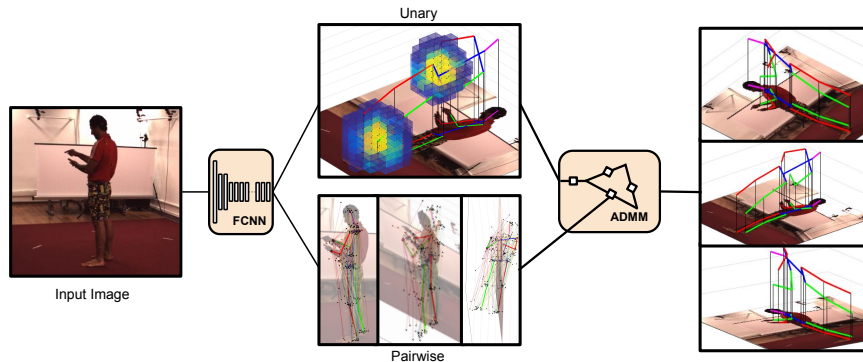 Unary
FCNN
ADMM
Input Image
Pairwise